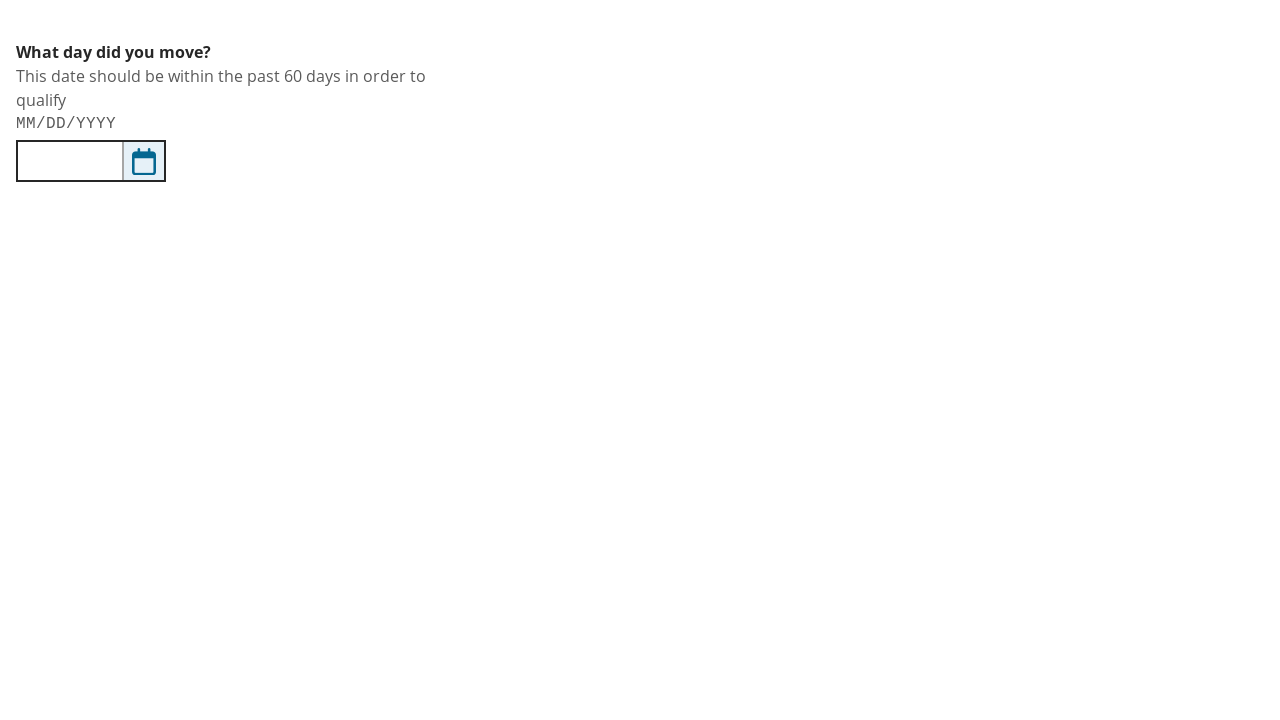 What day did you move?
This date should be within the past 60 days in order to
qualify
MM/DD/YYYY